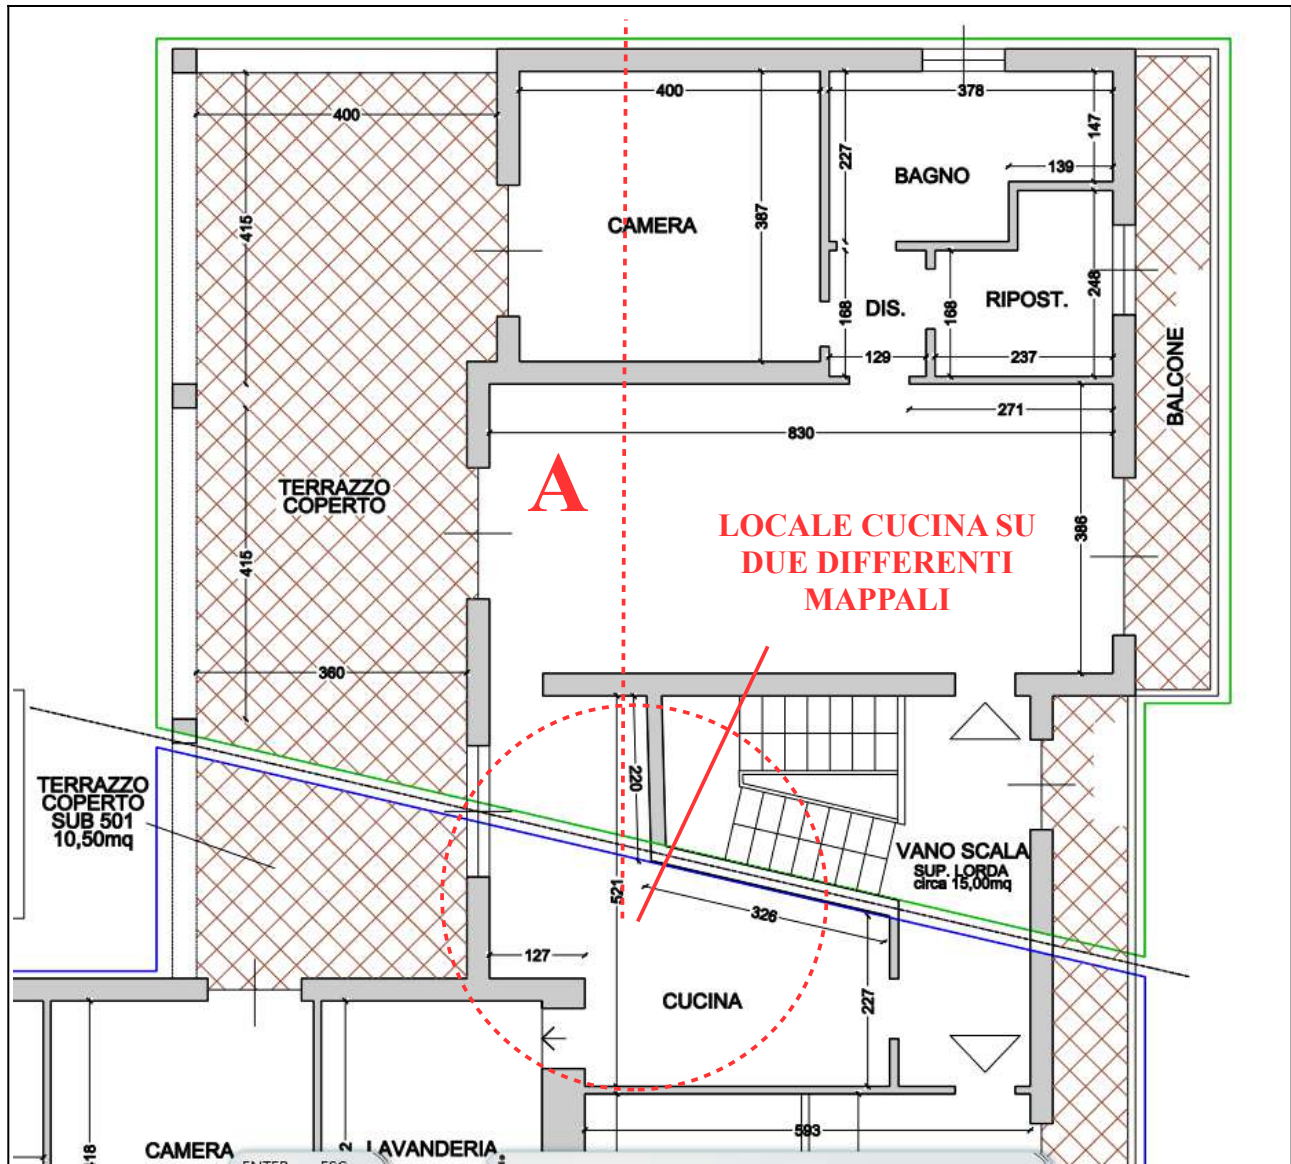 400
400
378
147
139
227
BAGNO
415
CAMERA
387
248
168
DIS.
168
RIPOST.
129
237
BALCONE
271
830
A
TERRAZZO
COPERTO
LOCALE CUCINA SU
DUE DIFFERENTI
MAPPALI
386
415
360
220
TERRAZZO
COPERTO
SUB 501
10,50mq
VANO SCALA
SUP. LORDA
circa 15,00mq
521
326
127
CUCINA
227
593
CAMERA
LAVANDERIA